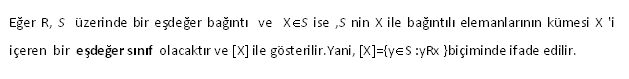 Eğer R, S üzerinde bir eşdeğer bağıntı ve X∈S ise ,S nin X ile bağıntılı elemanlarının kümesi X 'i
içeren bir eşdeğer sınıf olacaktır ve [X] ile gösterilir.Yani, [X]={y∈S :yRx }biçiminde ifade edilir.